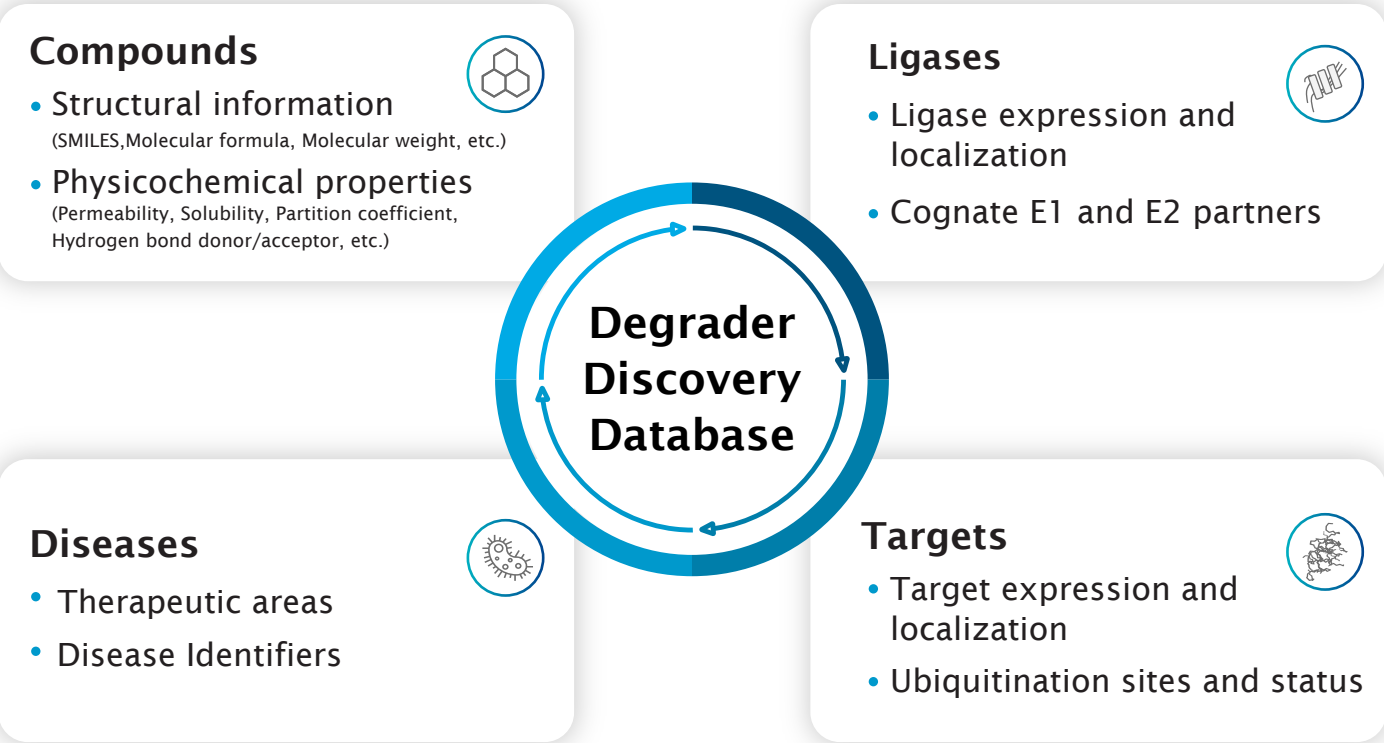 Compounds
• Structural information
(SMILES,Molecular formula, Molecular weight, etc.)
• Physicochemical properties
(Permeability, Solubility, Partition coefficient,
Hydrogen bond donor/acceptor, etc.)
Ligases
• Ligase expression and
localization
• Cognate E1 and E2 partners
Degrader
Discovery
Database
Diseases
• Therapeutic areas
• Disease Identifiers
Targets
• Target expression and
localization
• Ubiquitination sites and status